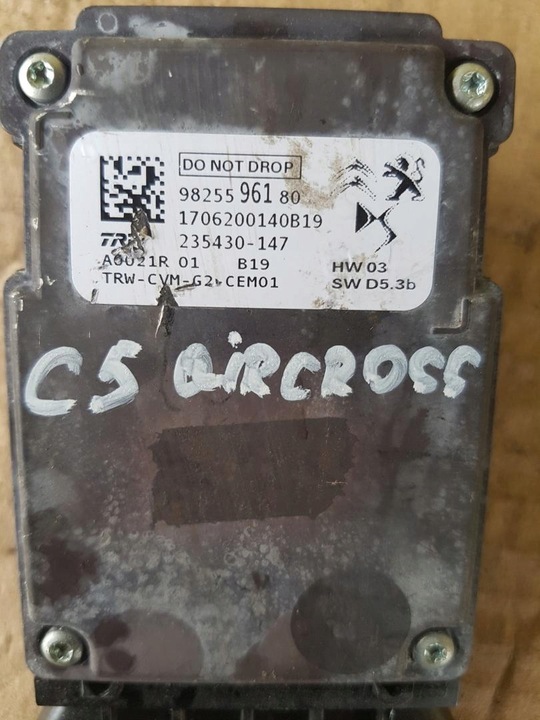 DO NOT DROP
98255 961 80
1706200140B19
TRW 235430-147
A0021R 01 B19
TRW-CVM-G2-CEM01
HW 03
SW D5.3b
C5 aiRCROSS